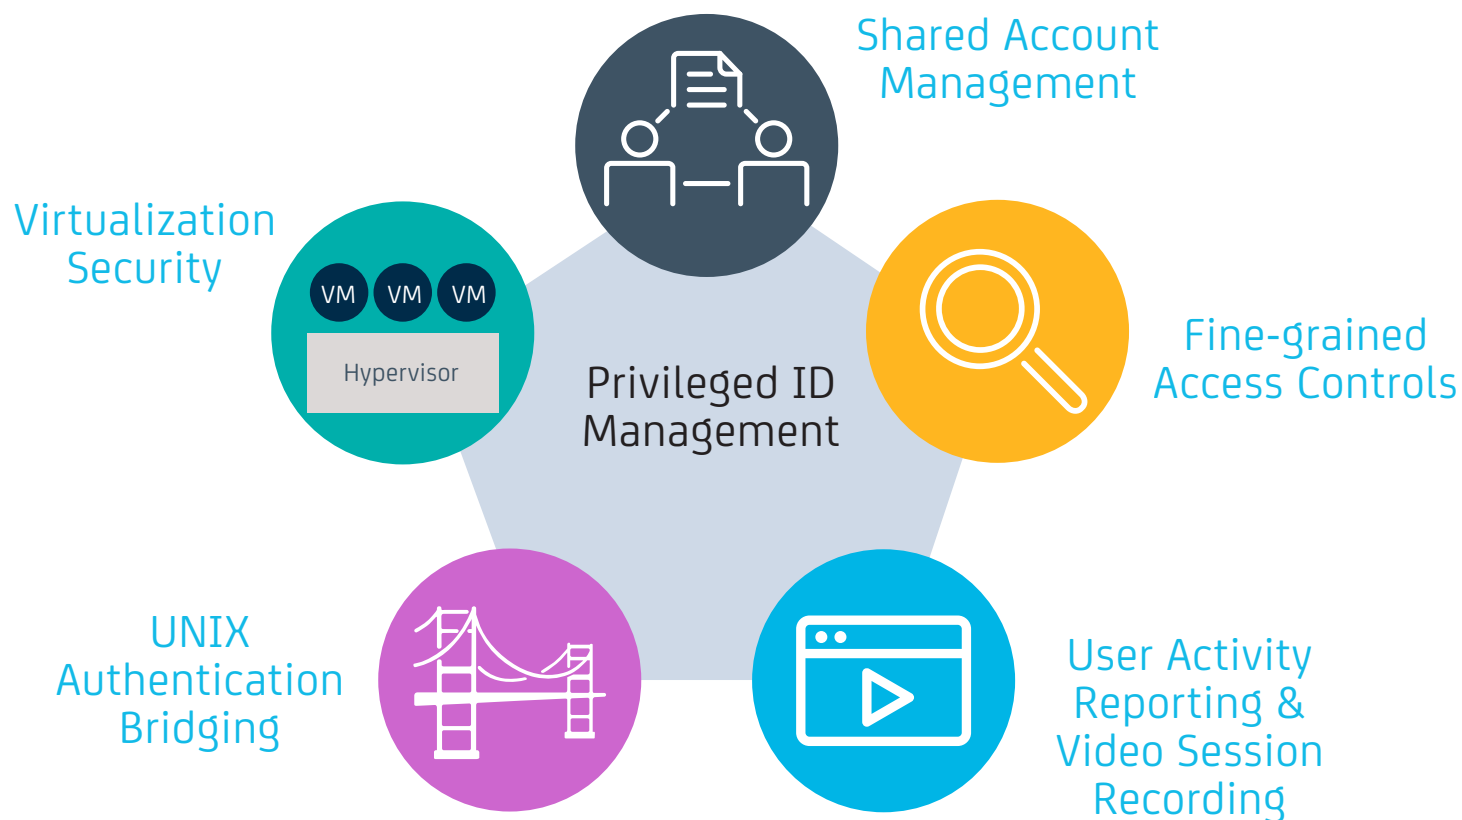 Shared Account
Management
Virtualization
Security
VM VM VM
Hypervisor
Privileged ID
Management
Fine-grained
Access Controls
UNIX
Authentication
Bridging
User Activity
Reporting &
Video Session
Recording